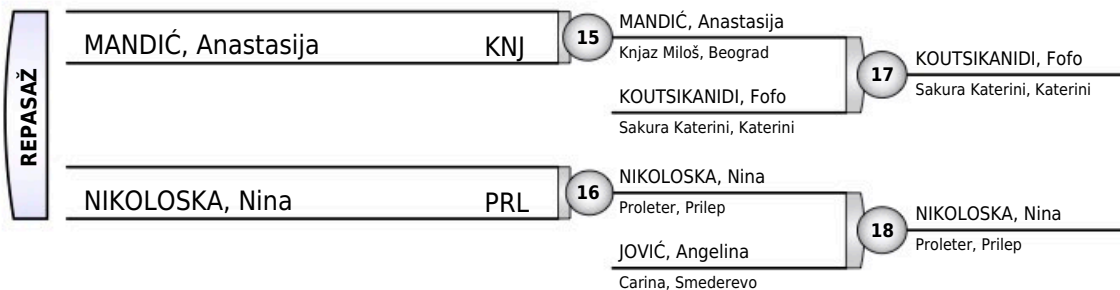 REPASAŽ
MANDIĆ, Anastasija KNJ
15
MANDIĆ, Anastasija
Knjaz Miloš, Beograd
KOUTSIKANIDI, Fofo
Sakura Katerini, Katerini
17
KOUTSIKANIDI, Fofo
Sakura Katerini, Katerini
NIKOLOSKA, Nina PRL
16
NIKOLOSKA, Nina
Proleter, Prilep
JOVIĆ, Angelina
Carina, Smederevo
18
NIKOLOSKA, Nina
Proleter, Prilep